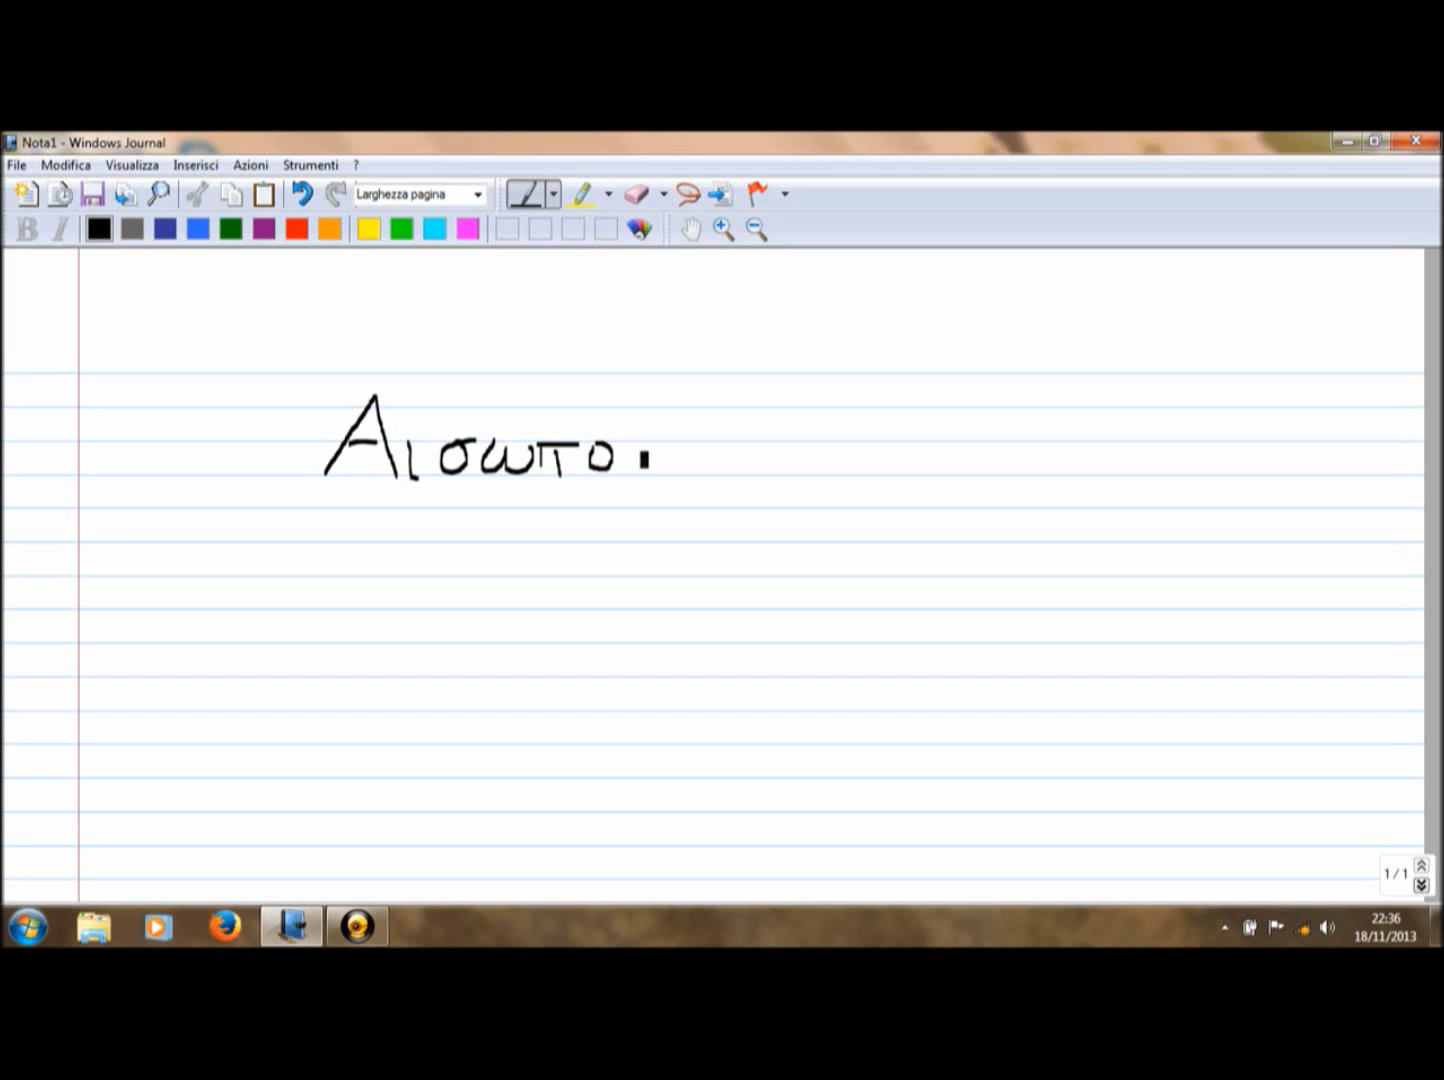 Nota1 - Windows Journal
File Modifica Visualizza Inserisci Azioni Strumenti ?
Larghezza pagina
B I
Αισωπο
1 / 1
22:36
18/11/2013